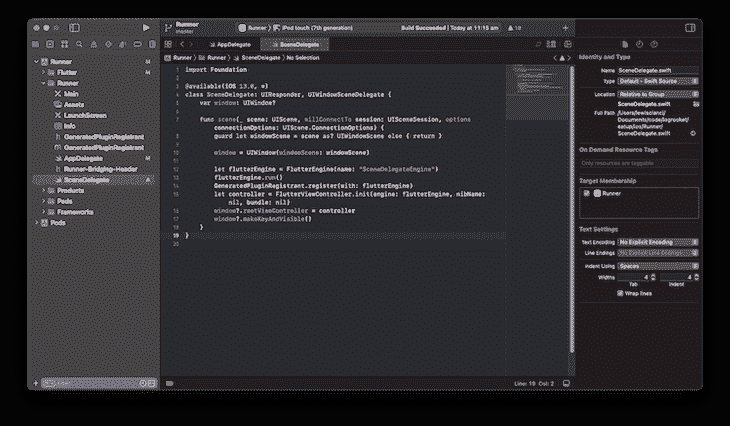 Runner
master
Runner
iPod touch (7th generation)
Build Succeeded | Today at 11:15 am
AppDelegate
SceneDelegate
Runner
Flutter
M
Runner
Main
Assets
LaunchScreen
Info
GeneratedPluginRegistrant
GeneratedPluginRegistrant
AppDelegate M
Runner-Bridging-Header
SceneDelegate A
Products
Pods
Frameworks
Pods
Runner > Runner > SceneDelegate > No Selection
1 import Foundation
2
3 @available(iOS 13.0, *)
4 class SceneDelegate: UIResponder, UIWindowSceneDelegate {
5 var window: UIWindow?
6
7 func scene(_ scene: UIScene, willConnectTo session: UISceneSession, options
connectionOptions: UIScene.ConnectionOptions) {
8 guard let windowScene = scene as? UIWindowScene else { return }
9
10 window = UIWindow(windowScene: windowScene)
11
12 let flutterEngine = FlutterEngine(name: "SceneDelegateEngine")
13 flutterEngine.run()
14 GeneratedPluginRegistrant.register(with: flutterEngine)
15 let controller = FlutterViewController.init(engine: flutterEngine, nibName:
nil, bundle: nil)
16 window?.rootViewController = controller
17 window?.makeKeyAndVisible()
18 }
19 }
20
Line: 19 Col: 2
Identity and Type
Name SceneDelegate.swift
Type Default - Swift Source
Location Relative to Group
SceneDelegate.swift
Full Path /Users/lewiscianci/
Documents/code/logrocket
setup/ios/Runner/
SceneDelegate.swift
On Demand Resource Tags
Only resources are taggable
Target Membership
Runner
Text Settings
Text Encoding No Explicit Encoding
Line Endings No Explicit Line Endings
Indent Using Spaces
Widths 4 4
Tab Indent
Wrap lines